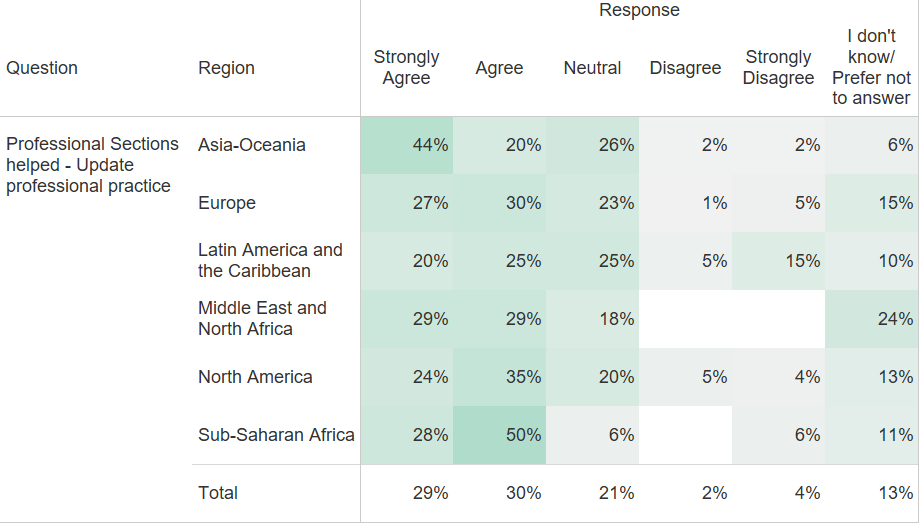 Response
Question Region Strongly Agree Agree Neutral Disagree Strongly Disagree I don't know/ Prefer not to answer
Professional Sections helped - Update professional practice
Asia-Oceania 44% 20% 26% 2% 2% 6%
Europe 27% 30% 23% 1% 5% 15%
Latin America and the Caribbean 20% 25% 25% 5% 15% 10%
Middle East and North Africa 29% 29% 18% 24%
North America 24% 35% 20% 5% 4% 13%
Sub-Saharan Africa 28% 50% 6% 6% 11%
Total 29% 30% 21% 2% 4% 13%